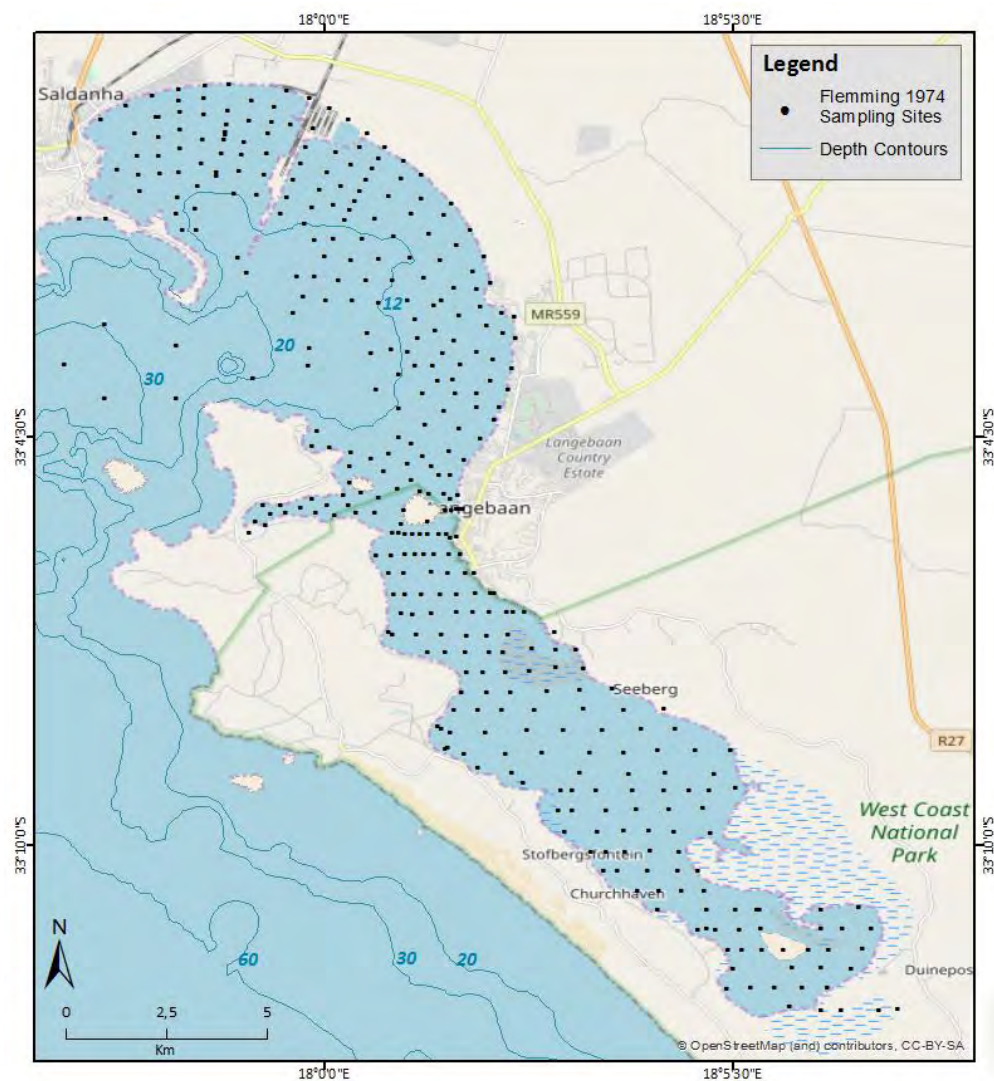 18°0'0"E
18°5'30"E
Legend
Flemming 1974
Sampling Sites
Depth Contours
Saldanha
MR559
12
20
30
33°4'30"S
33°4'30"S
Langebaan
Country
Estate
angebaan
Seeberg
R27
West Coast
National
Park
33°10'0"S
33°10'0"S
Stofbergsfontein
Churchhaven
N
60
30
20
Duinepos
0
2,5
5
Km
© OpenStreetMap (and) contributors, CC-BY-SA
18°0'0"E
18°5'30"E